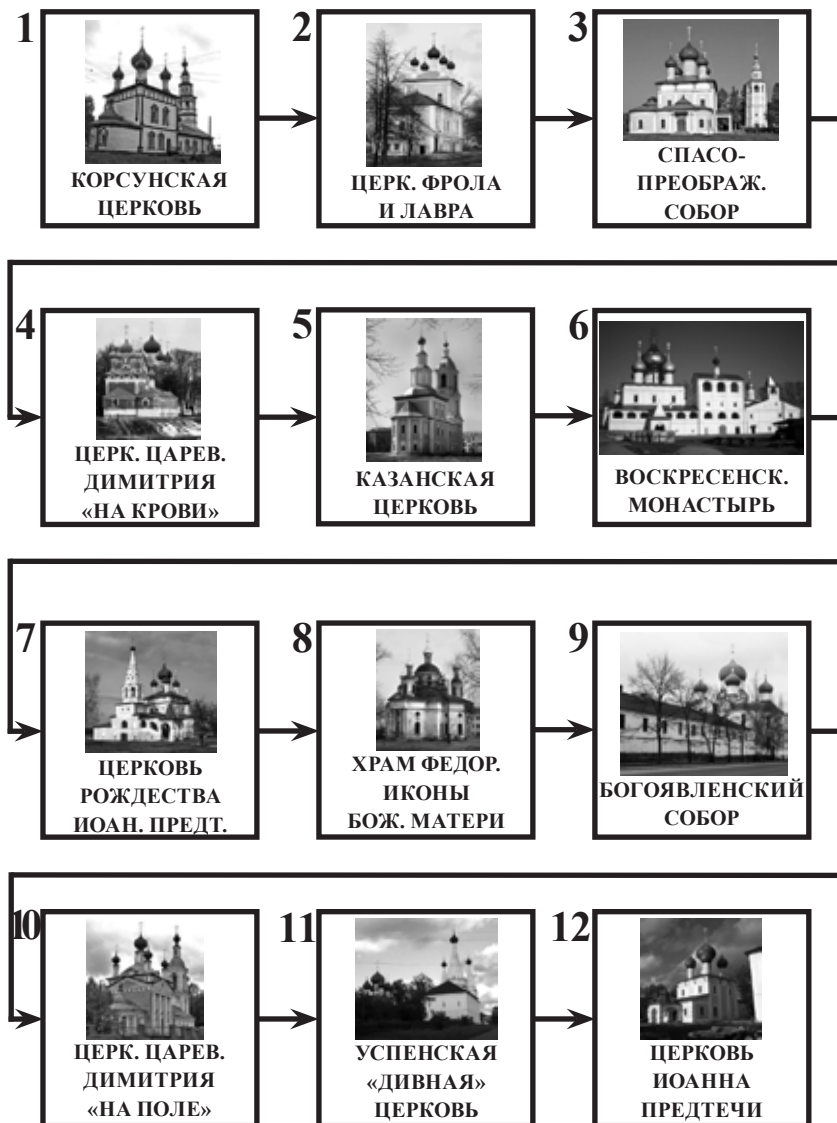 1
КОРСУНСКАЯ
ЦЕРКОВЬ
2
ЦЕРК. ФРОЛА
И ЛАВРА
3
СПАСО-
ПРЕОБРАЖ.
СОБОР
4
ЦЕРК. ЦАРЕВ.
ДИМИТРИЯ
«НА КРОВИ»
5
КАЗАНСКАЯ
ЦЕРКОВЬ
6
ВОСКРЕСЕНСК.
МОНАСТЫРЬ
7
ЦЕРКОВЬ
РОЖДЕСТВА
ИОАН. ПРЕДТ.
8
ХРАМ ФЕДОР.
ИКОНЫ
БОЖ. МАТЕРИ
9
БОГОЯВЛЕНСКИЙ
СОБОР
10
ЦЕРК. ЦАРЕВ.
ДИМИТРИЯ
«НА ПОЛЕ»
11
УСПЕНСКАЯ
«ДИВНАЯ»
ЦЕРКОВЬ
12
ЦЕРКОВЬ
ИОАННА
ПРЕДТЕЧИ